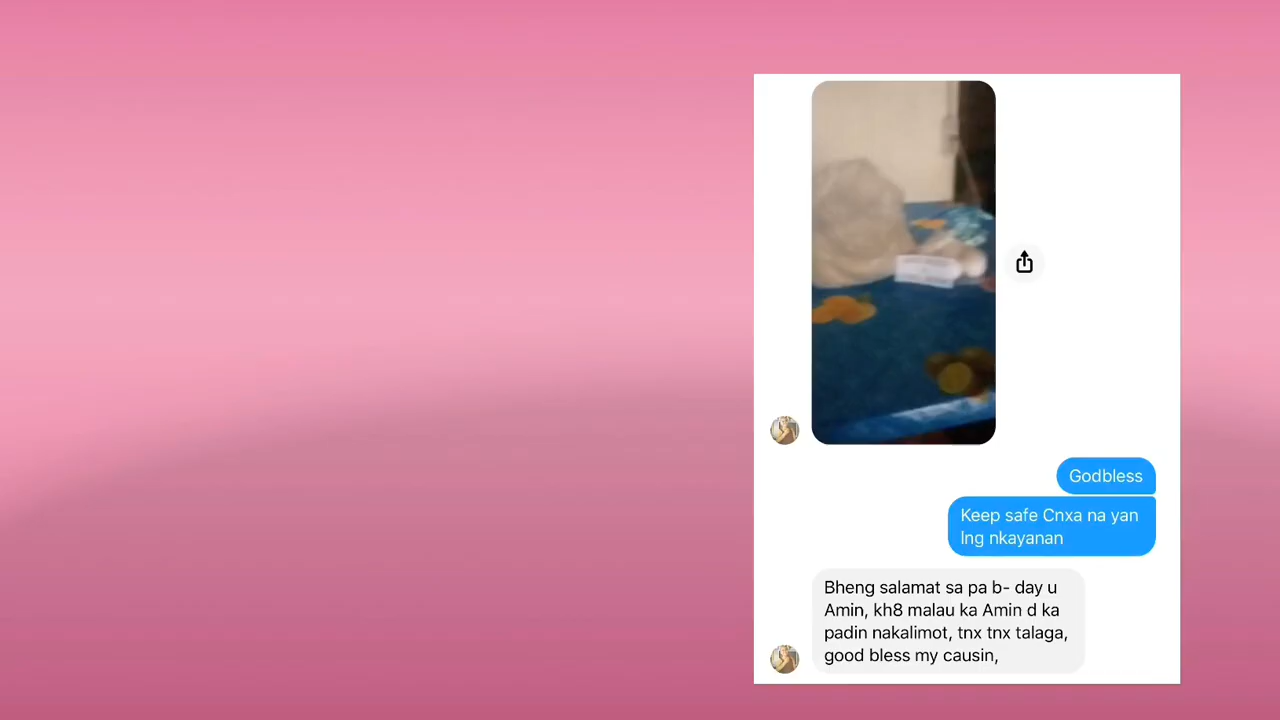 Godbless
Keep safe Cnxa na yan
lng nkayanan
Bheng salamat sa pa b- day u
Amin, kh8 malau ka Amin d ka
padin nakalimot, tnx tnx talaga,
good bless my causin,